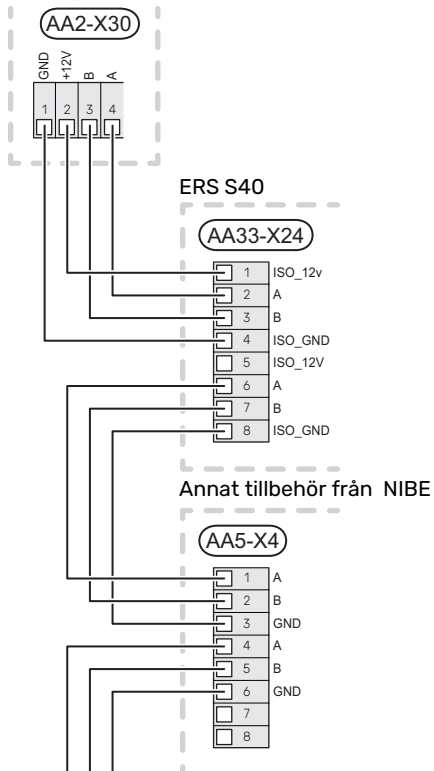 AA2-X30
GND +12V B A
1 2 3 4
ERS S40
AA33-X24
1 ISO_12v
2 A
3 B
4 ISO_GND
5 ISO_12V
6 A
7 B
8 ISO_GND
Annat tillbehör från NIBE
AA5-X4
1 A
2 B
3 GND
4 A
5 B
6 GND
7
8